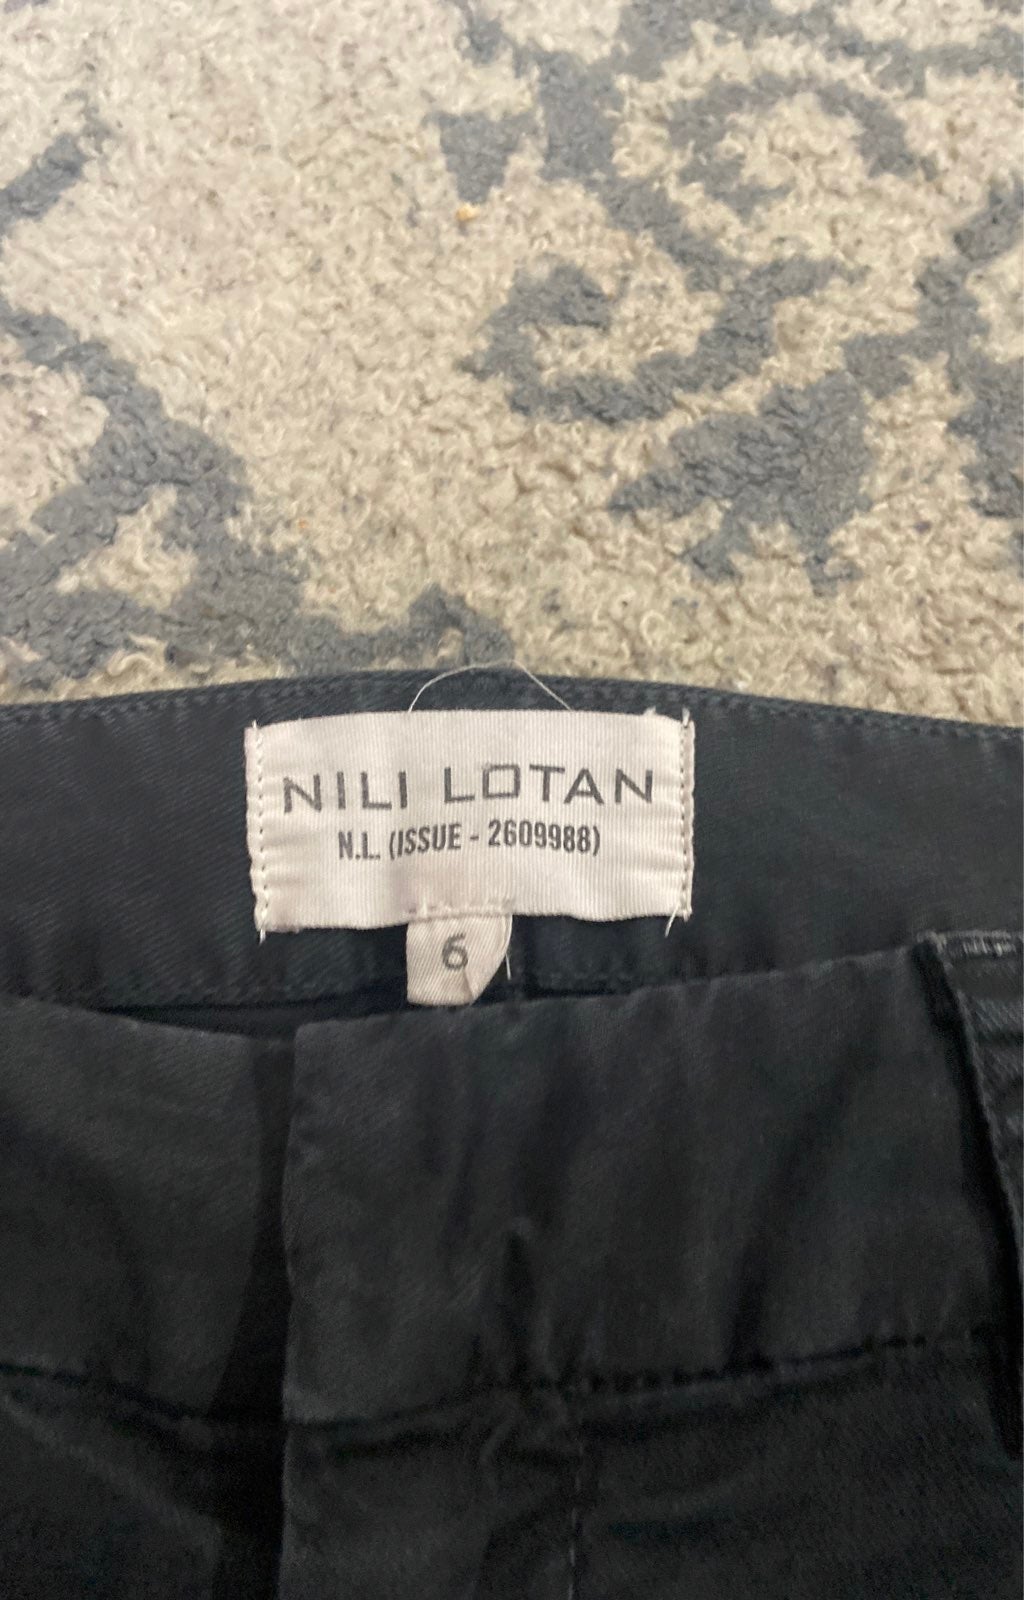 NILI LOTAN
N.L. (ISSUE - 2609988)
6